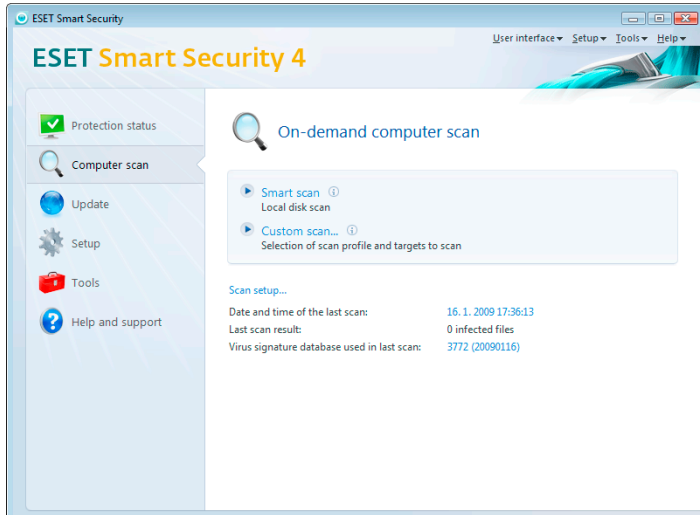 ESET Smart Security
User interface Setup Tools Help
ESET Smart Security 4
Protection status
Computer scan
Update
Setup
Tools
Help and support
On-demand computer scan
Smart scan
Local disk scan
Custom scan...
Selection of scan profile and targets to scan
Scan setup...
Date and time of the last scan: 16. 1. 2009 17:36:13
Last scan result: 0 infected files
Virus signature database used in last scan: 3772 (20090116)